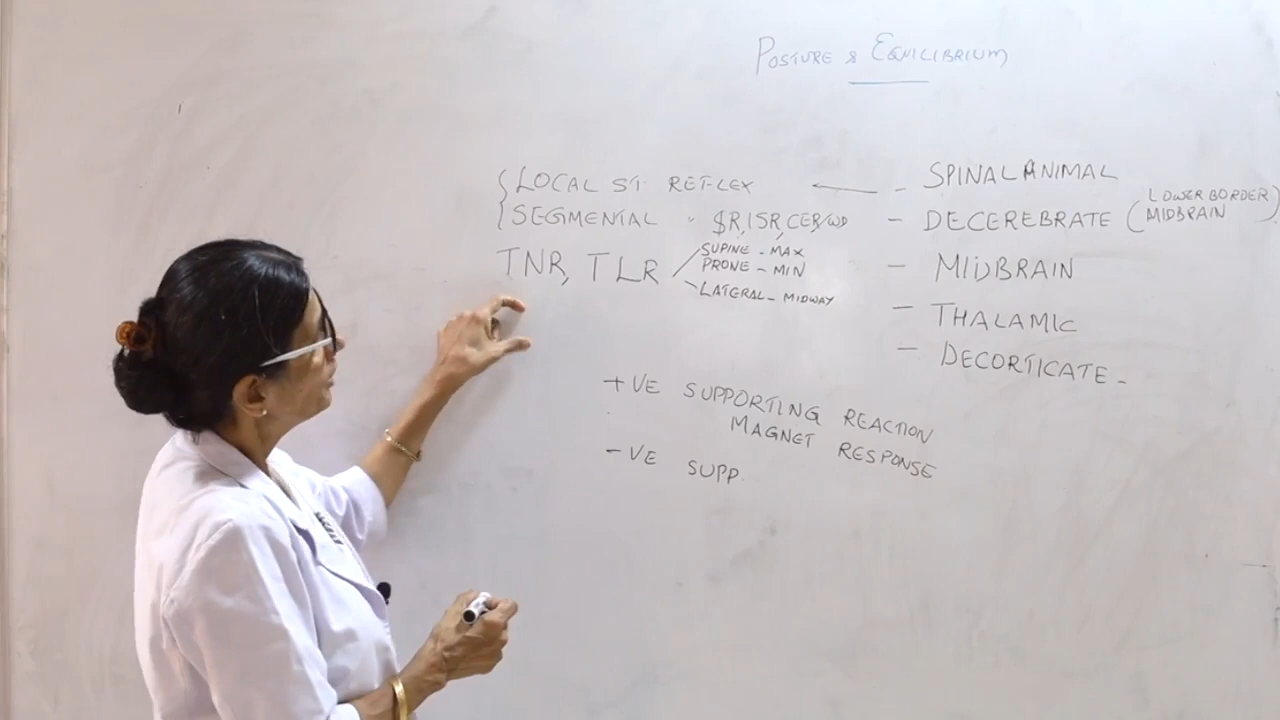 POSTURE & EQUILIBRIUM
{ LOCAL ST. REFLEX ← - SPINAL ANIMAL
SEGMENTAL " SR, ISR, CER/WD - DECEREBRATE (LOWER BORDER
MIDBRAIN)
TNR, TLR
SUPINE - MAX
PRONE - MIN
LATERAL - MIDWAY
- MIDBRAIN
- THALAMIC
- DECORTICATE -
+VE SUPPORTING REACTION
MAGNET RESPONSE
-VE SUPP.